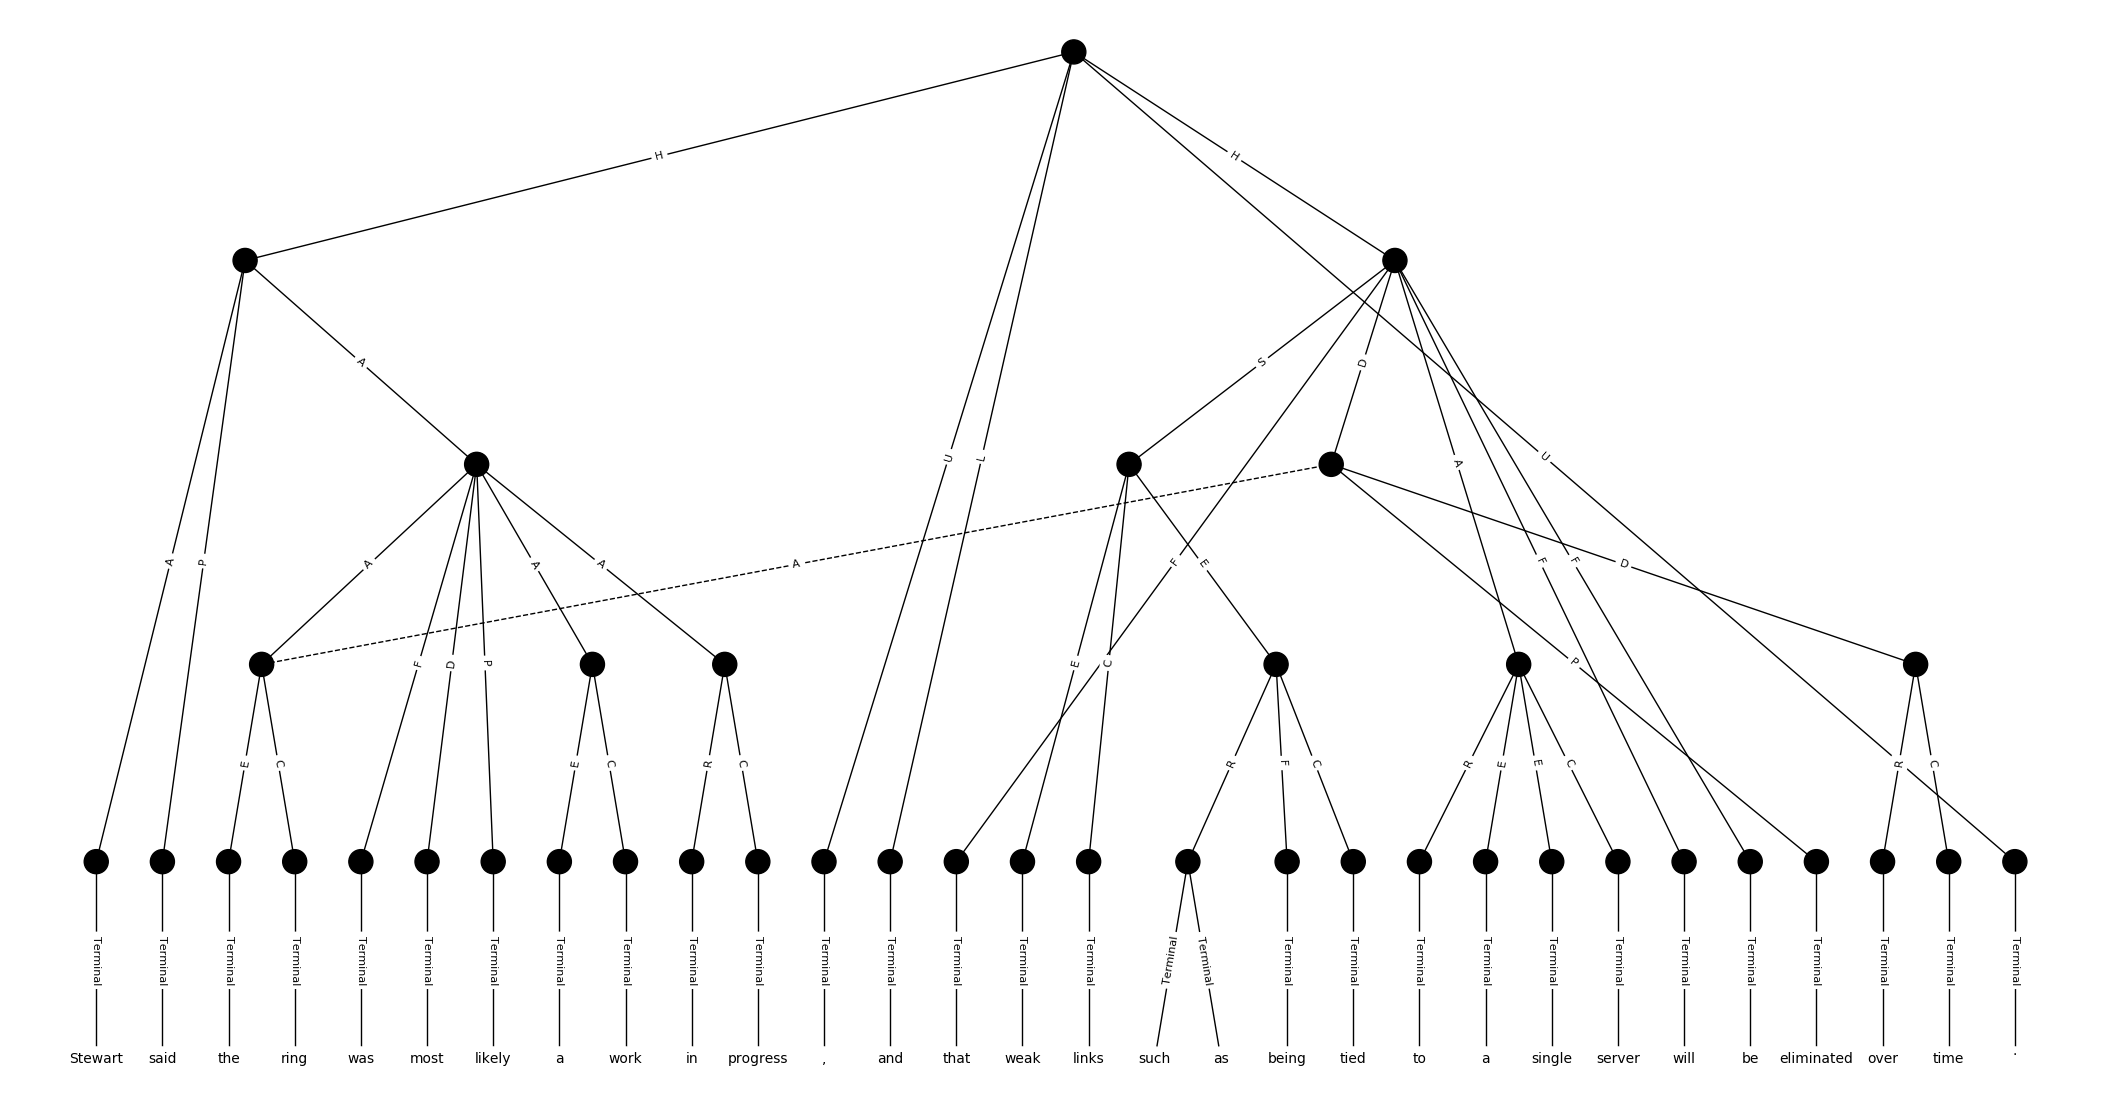 H H
A S D
A P U L A U
A F D P A A A F E P D F F
E C
E C E C R C R F C R E E C R C
Terminal Terminal Terminal Terminal Terminal Terminal Terminal Terminal Terminal Terminal Terminal Terminal Terminal Terminal Terminal Terminal Terminal Terminal Terminal Terminal Terminal Terminal Terminal Terminal Terminal Terminal Terminal Terminal Terminal Terminal
Stewart said the ring was most likely a work in progress , and that weak links such as being tied to a single server will be eliminated over time .